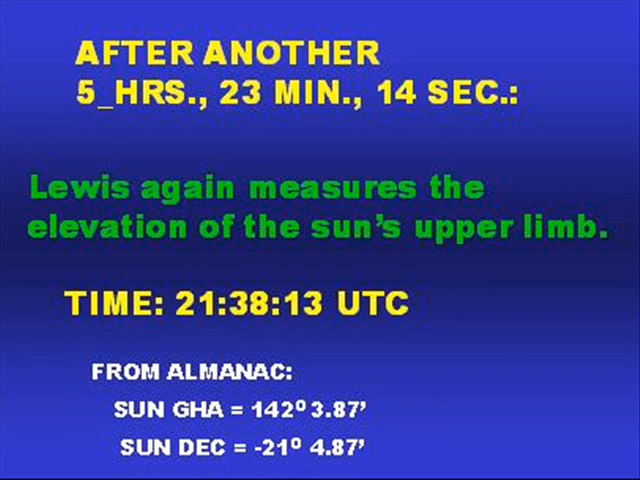 AFTER ANOTHER
5_HRS., 23 MIN., 14 SEC.:
Lewis again measures the
elevation of the sun's upper limb.
TIME: 21:38:13 UTC
FROM ALMANAC:
SUN GHA = 142º 3.87'
SUN DEC = -21º 4.87'